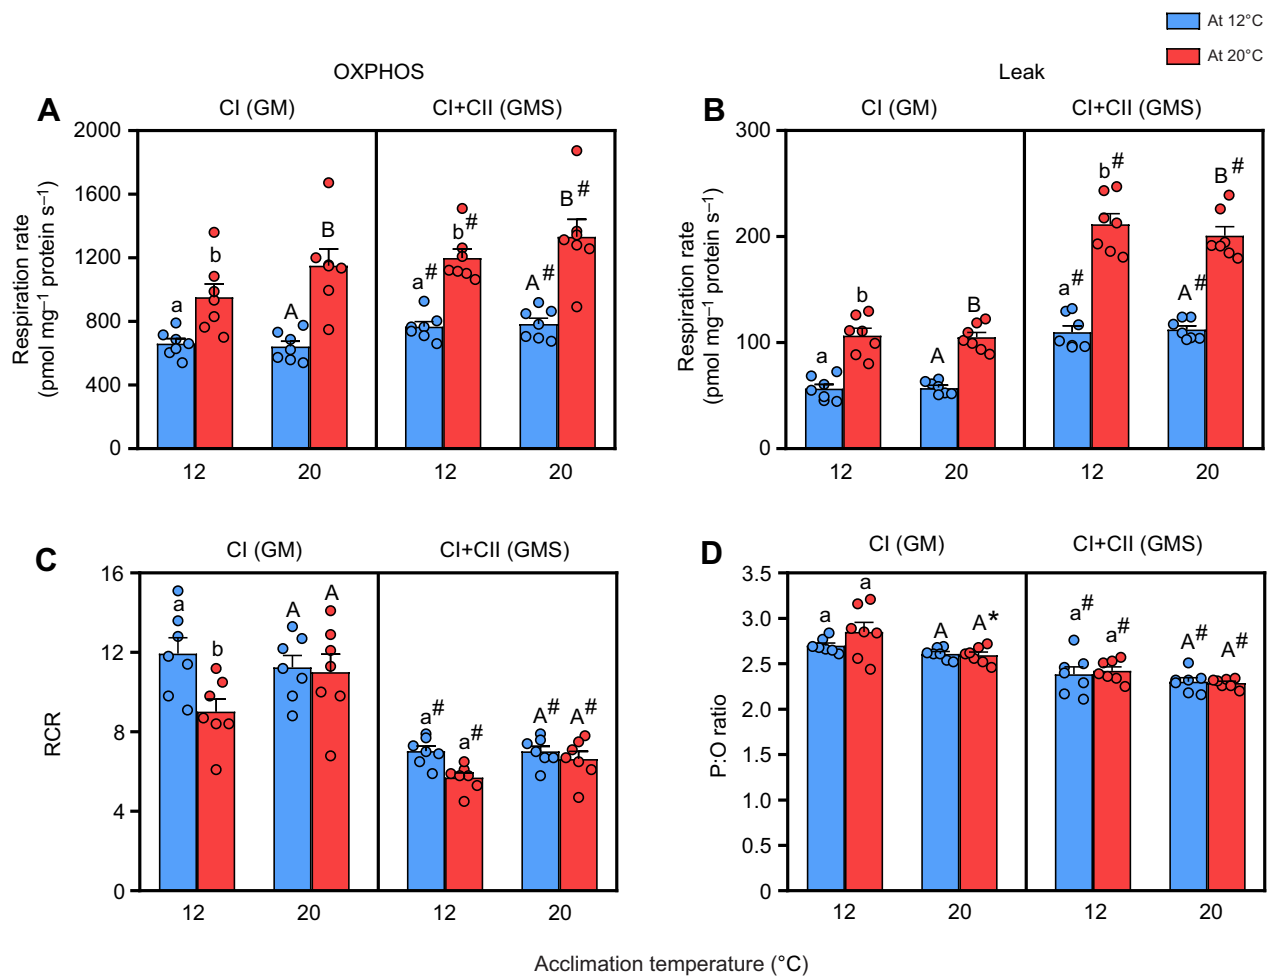 At 12°C
At 20°C
OXPHOS
Leak
A
CI (GM)
CI+CII (GMS)
B
CI (GM)
CI+CII (GMS)
Respiration rate
(pmol mg–1 protein s–1)
2000
1600
1200
800
400
0
a
b
A
B
a#
b#
A#
B#
12
20
12
20
Respiration rate
(pmol mg–1 protein s–1)
300
200
100
0
a
b
A
B
a#
b#
A#
B#
12
20
12
20
C
CI (GM)
CI+CII (GMS)
D
CI (GM)
CI+CII (GMS)
RCR
16
12
8
4
0
a
b
A
A
a#
a#
A#
A#
12
20
12
20
P:O ratio
3.5
3.0
2.5
2.0
1.5
1.0
0.5
0
a
a
A
A*
a#
a#
A#
A#
12
20
12
20
Acclimation temperature (°C)